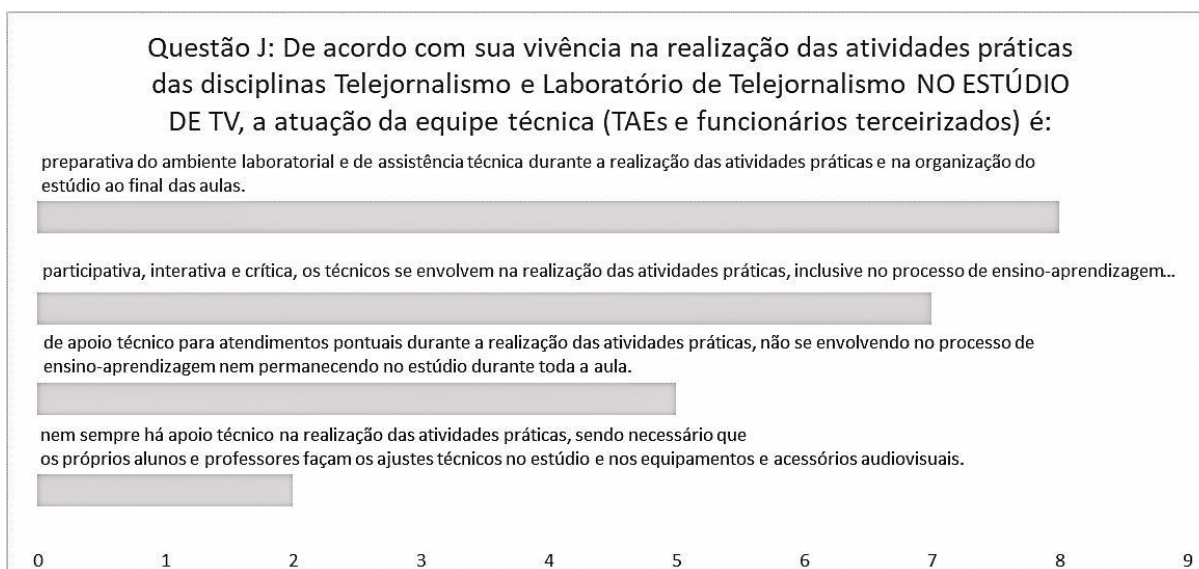 Questão J: De acordo com sua vivência na realização das atividades práticas
das disciplinas Telejornalismo e Laboratório de Telejornalismo NO ESTÚDIO
DE TV, a atuação da equipe técnica (TAEs e funcionários terceirizados) é:
preparativa do ambiente laboratorial e de assistência técnica durante a realização das atividades práticas e na organização do
estúdio ao final das aulas.
participativa, interativa e crítica, os técnicos se envolvem na realização das atividades práticas, inclusive no processo de ensino-aprendizagem...
de apoio técnico para atendimentos pontuais durante a realização das atividades práticas, não se envolvendo no processo de
ensino-aprendizagem nem permanecendo no estúdio durante toda a aula.
nem sempre há apoio técnico na realização das atividades práticas, sendo necessário que
os próprios alunos e professores façam os ajustes técnicos no estúdio e nos equipamentos e acessórios audiovisuais.
0 1 2 3 4 5 6 7 8 9